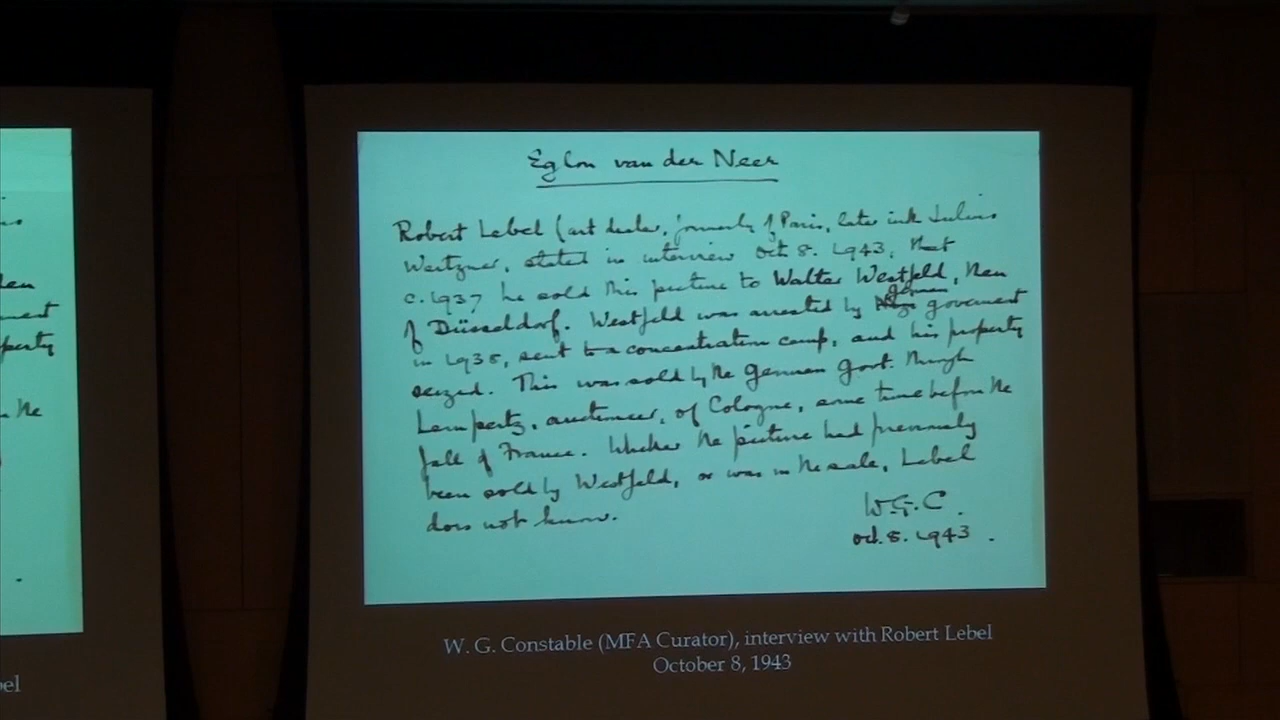 Eglon van der Neer
Robert Lebel (art dealer, formerly of Paris, later with Julius
Weitzner, stated in interview Oct 8. 1943, that
c. 1937 he sold this picture to Walter Westfeld, then
of Düsseldorf. Westfeld was arrested by German goverment
in 1938, sent to a concentration camp, and his property
seized. This was sold by the German Govt. through
Lempertz, auctioneer, of Cologne, some time before the
fall of France. Whether the picture had previously
been sold by Westfeld, or was in the sale, Lebel
does not know.
W.G.C.
Oct. 8. 1943.
W. G. Constable (MFA Curator), interview with Robert Lebel
October 8, 1943